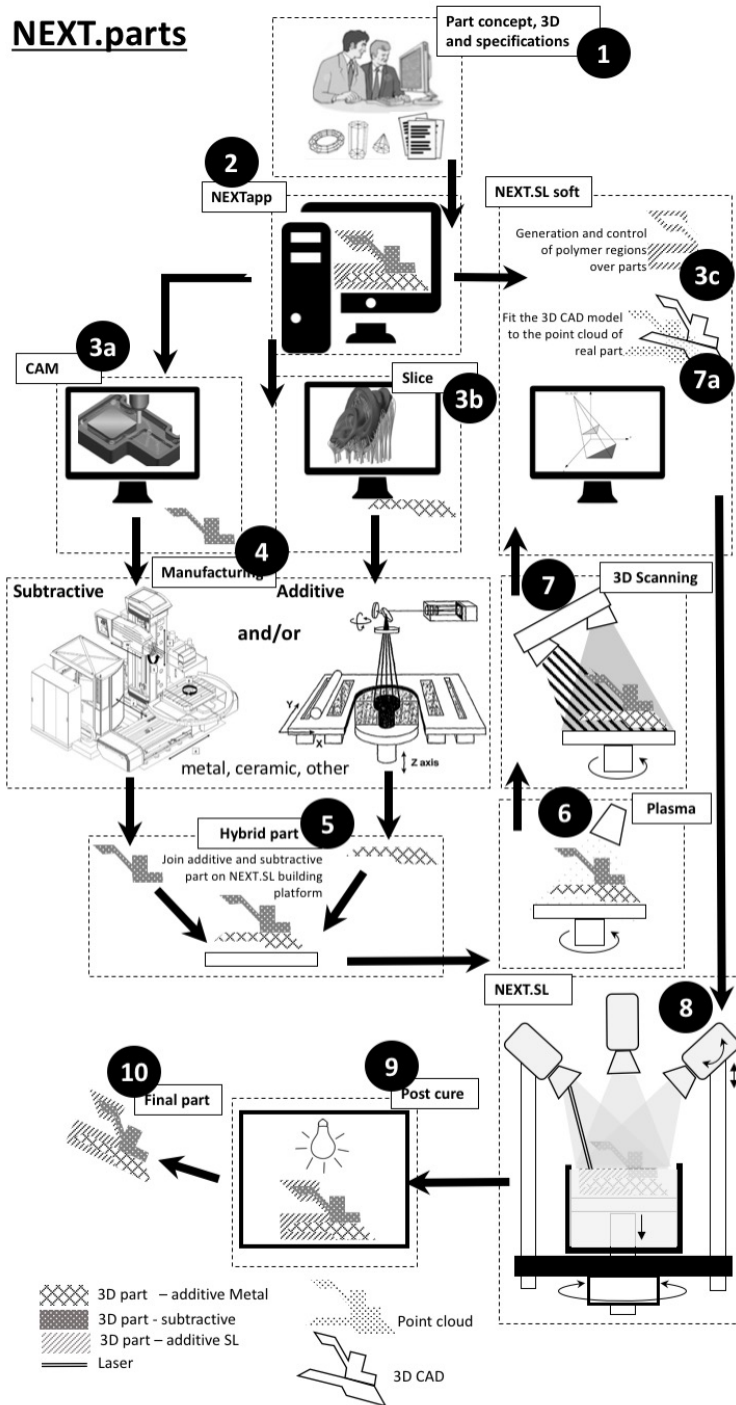 NEXT.parts
Part concept, 3D
and specifications
1
2
NEXTapp
NEXT.SL soft
Generation and control
of polymer regions
over parts
3c
Fit the 3D CAD model
to the point cloud of
real part
7a
3a
CAM
Slice
3b
4
Manufacturing
Subtractive
Additive
and/or
Y
X
Z axis
metal, ceramic, other
7
3D Scanning
Hybrid part
5
Join additive and subtractive
part on NEXT.SL building
platform
6
Plasma
NEXT.SL
8
10
Final part
9
Post cure
3D part – additive Metal
3D part - subtractive
3D part – additive SL
Laser
Point cloud
3D CAD